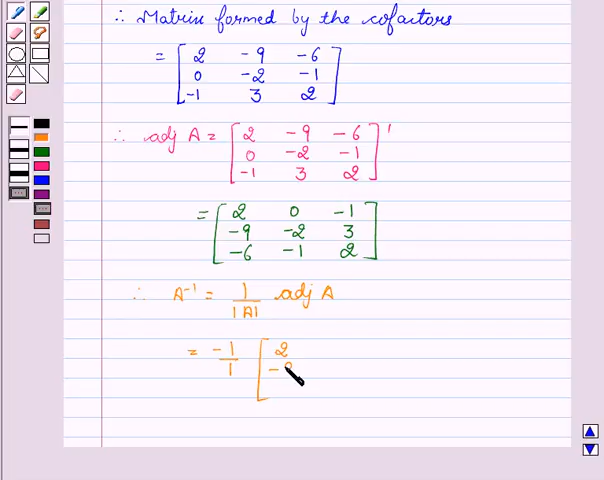 ∴ Matrix formed by the cofactors
= [ 2 -9 -6
0 -2 -1
-1 3 2 ]
∴ adj A = [ 2 -9 -6
0 -2 -1
-1 3 2 ]'
= [ 2 0 -1
-9 -2 3
-6 -1 2 ]
∴ A⁻¹ = 1/|A| adj A
= -1/1 [ 2
-